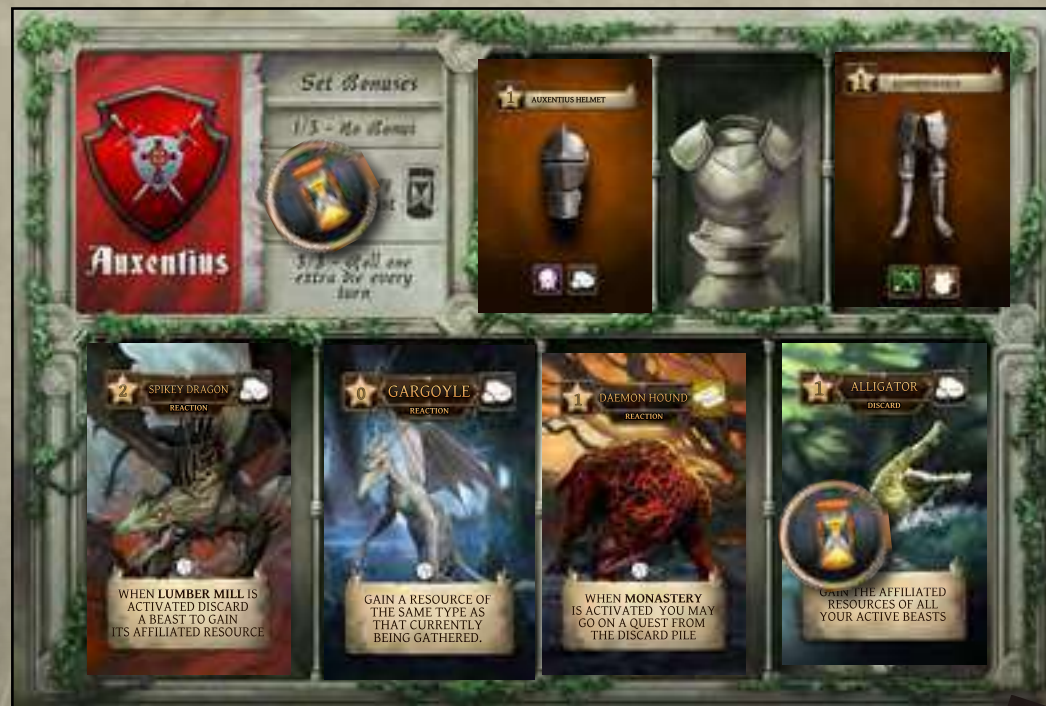 Auxentius
Set Bonuses
1/3 - No Bonus
3/3 - Roll one
extra die every
turn
1
AUXENTIUS HELMET
1
2
SPIKEY DRAGON
REACTION
WHEN LUMBER MILL IS
ACTIVATED DISCARD
A BEAST TO GAIN
ITS AFFILIATED RESOURCE
0
GARGOYLE
REACTION
GAIN A RESOURCE OF
THE SAME TYPE AS
THAT CURRENTLY
BEING GATHERED.
1
DAEMON HOUND
REACTION
WHEN MONASTERY
IS ACTIVATED YOU MAY
GO ON A QUEST FROM
THE DISCARD PILE
1
ALLIGATOR
DISCARD
GAIN THE AFFILIATED
RESOURCES OF ALL
YOUR ACTIVE BEASTS